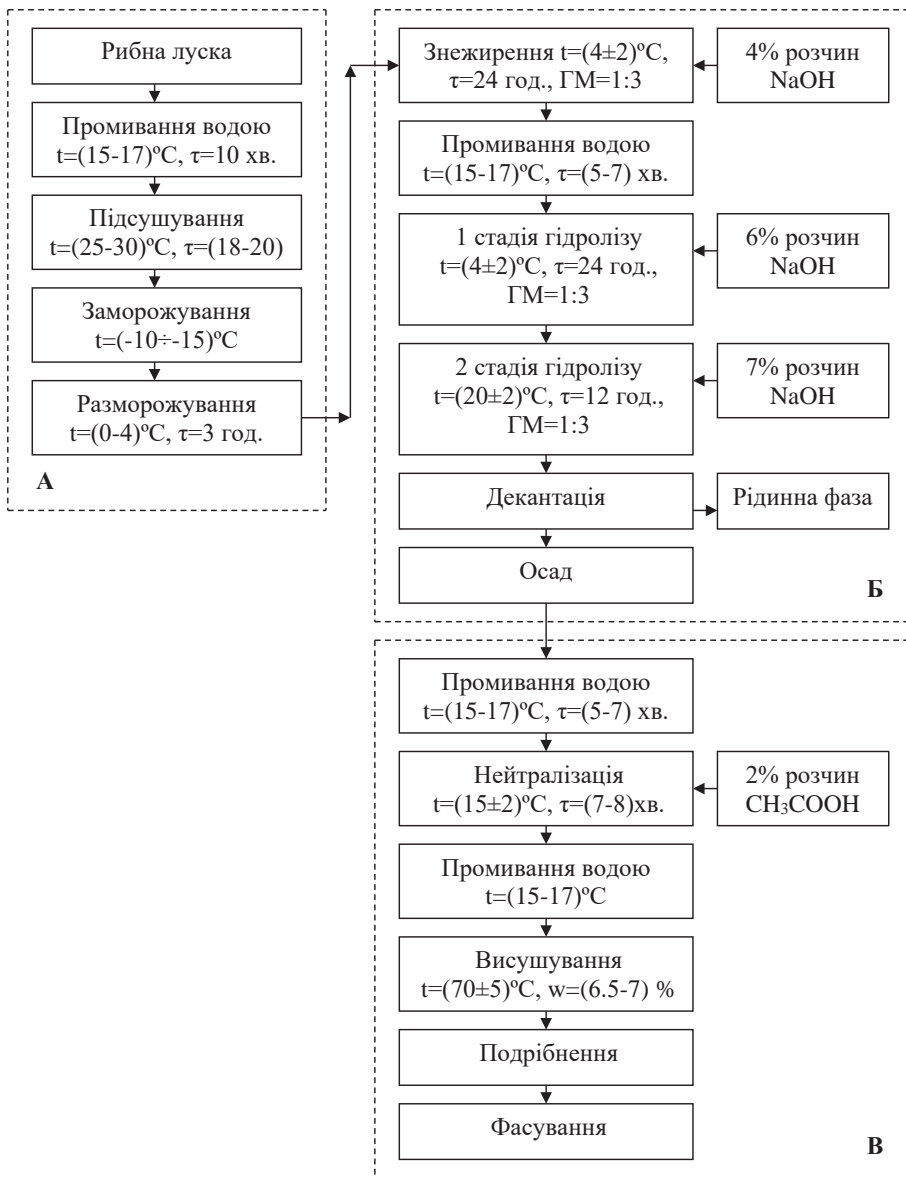 Рибна луска
Промивання водою
t=(15-17)ºС, τ=10 хв.
Підсушування
t=(25-30)ºС, τ=(18-20)
Заморожування
t=(-10÷-15)ºС
Разморожування
t=(0-4)ºС, τ=3 год.
А
Знежирення t=(4±2)ºС,
τ=24 год., ГМ=1:3
4% розчин
NaOH
Промивання водою
t=(15-17)ºС, τ=(5-7) хв.
1 стадія гідролізу
t=(4±2)ºС, τ=24 год.,
ГМ=1:3
6% розчин
NaOH
2 стадія гідролізу
t=(20±2)ºС, τ=12 год.,
ГМ=1:3
7% розчин
NaOH
Декантація
Рідинна фаза
Осад
Б
Промивання водою
t=(15-17)ºС, τ=(5-7) хв.
Нейтралізація
t=(15±2)ºС, τ=(7-8)хв.
2% розчин
CH₃COOH
Промивання водою
t=(15-17)ºС
Висушування
t=(70±5)ºС, w=(6.5-7) %
Подрібнення
Фасування
В